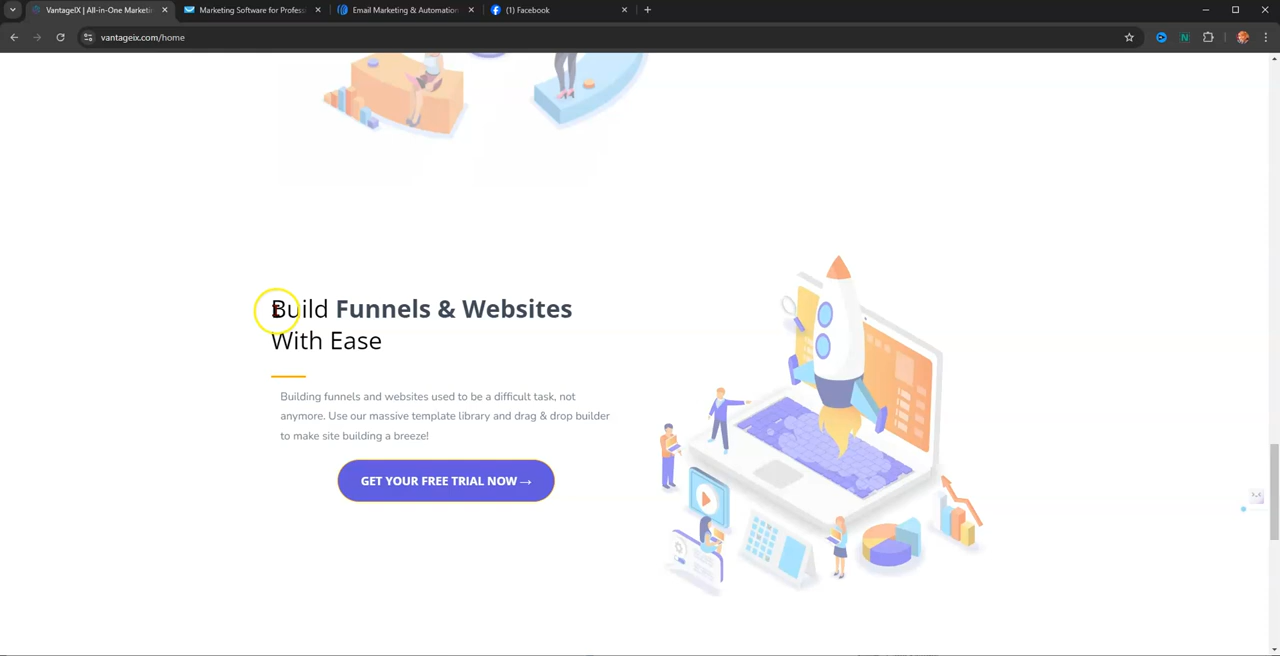 VantageIX | All-in-One Marketi
Marketing Software for Profess
Email Marketing & Automation
(1) Facebook
vantageix.com/home
Build Funnels & Websites
With Ease
Building funnels and websites used to be a difficult task, not
anymore. Use our massive template library and drag & drop builder
to make site building a breeze!
GET YOUR FREE TRIAL NOW →